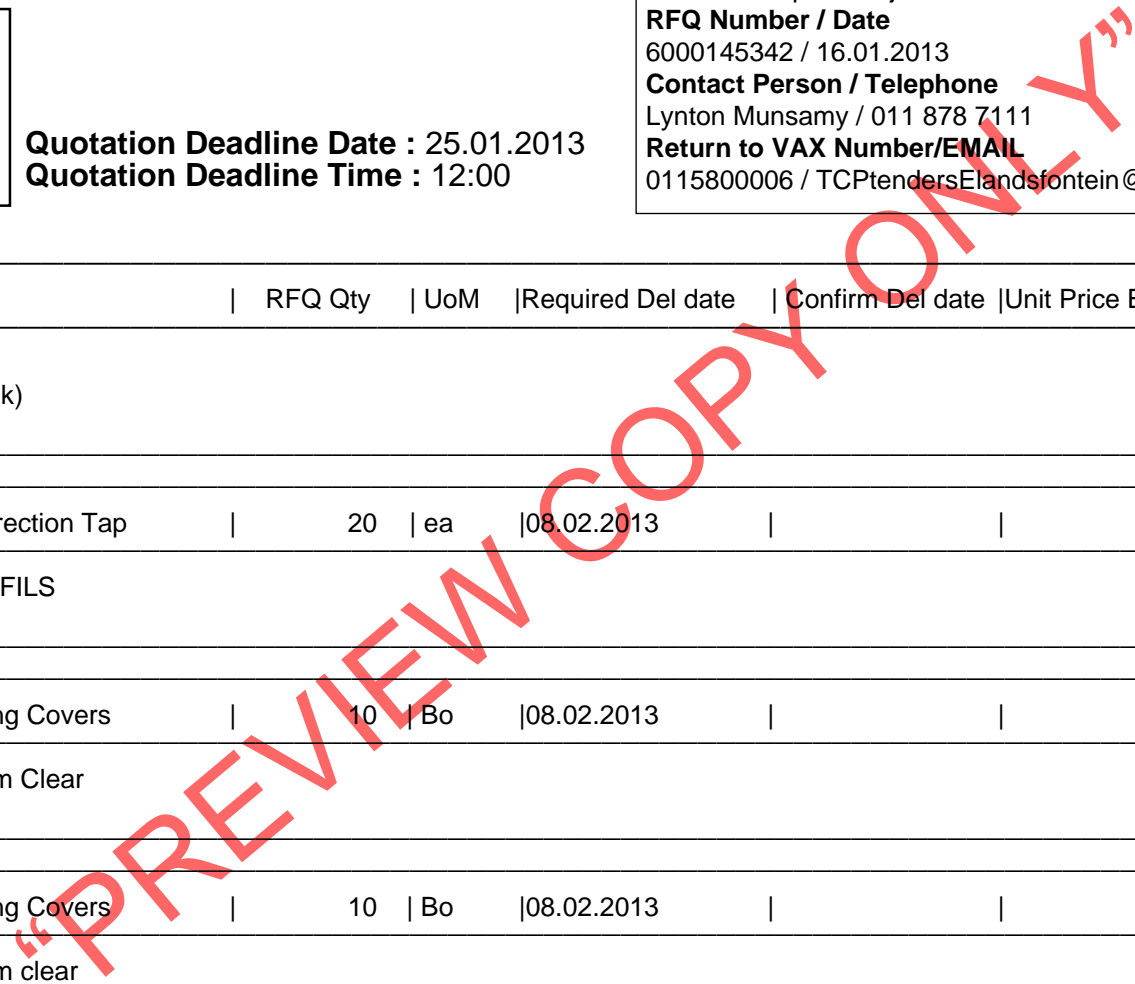 Quotation Deadline Date : 25.01.2013
Quotation Deadline Time : 12:00
RFQ Number / Date
6000145342 / 16.01.2013
Contact Person / Telephone
Lynton Munsamy / 011 878 7111
Return to VAX Number/EMAIL
0115800006 / TCPtendersElandsfontein@
| RFQ Qty | UoM |Required Del date | Confirm Del date |Unit Price E
k)
rection Tap | 20 | ea |08.02.2013 | |
FILS
ng Covers | 10 | Bo |08.02.2013 | |
m Clear
ng Covers | 10 | Bo |08.02.2013 | |
m clear
“PREVIEW COPY ONLY”